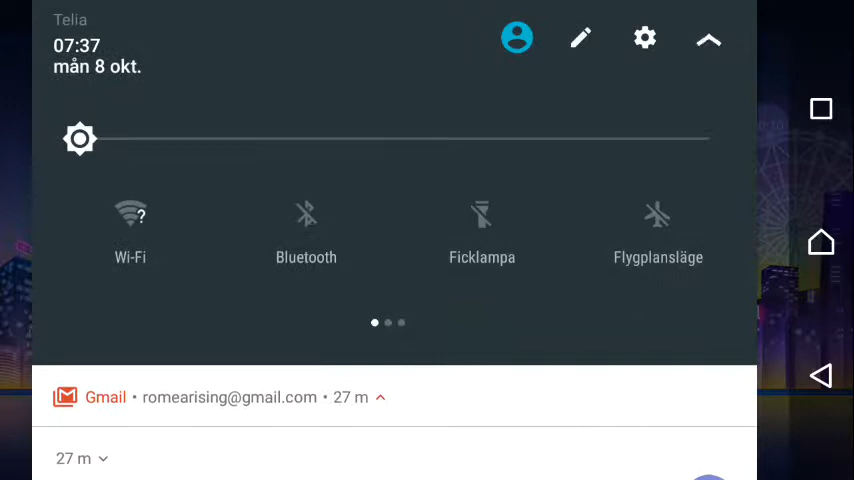 Telia
07:37
mån 8 okt.
Wi-Fi
Bluetooth
Ficklampa
Flygplansläge
Gmail • romearising@gmail.com • 27 m
27 m